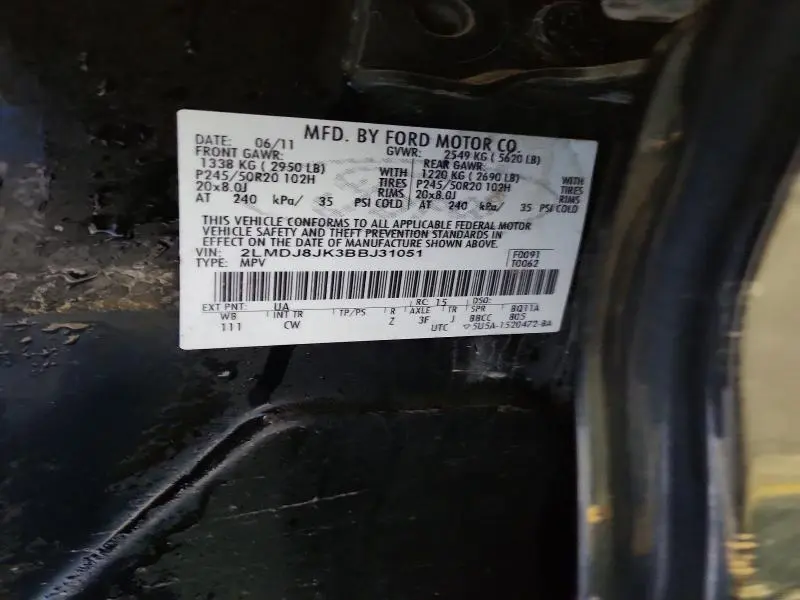 MFD. BY FORD MOTOR CO.
DATE: 06/11 GVWR: 2549 KG ( 5620 LB)
FRONT GAWR: REAR GAWR:
1338 KG ( 2950 LB) WITH 1220 KG ( 2690 LB) WITH
P245/50R20 102H TIRES P245/50R20 102H TIRES
20x8.0J RIMS 20x8.0J RIMS
AT 240 kPa/ 35 PSI COLD AT 240 kPa/ 35 PSI COLD
THIS VEHICLE CONFORMS TO ALL APPLICABLE FEDERAL MOTOR
VEHICLE SAFETY AND THEFT PREVENTION STANDARDS IN
EFFECT ON THE DATE OF MANUFACTURE SHOWN ABOVE.
VIN: 2LMDJ8JK3BBJ31051 F0091
TYPE: MPV T0062
EXT PNT: UA RC: 15 DSO:
WB INT TR TP/PS R AXLE TR SPR BQ11A
111 CW Z 3F J BBCC 805
UTC 5U5A-1520472-BA